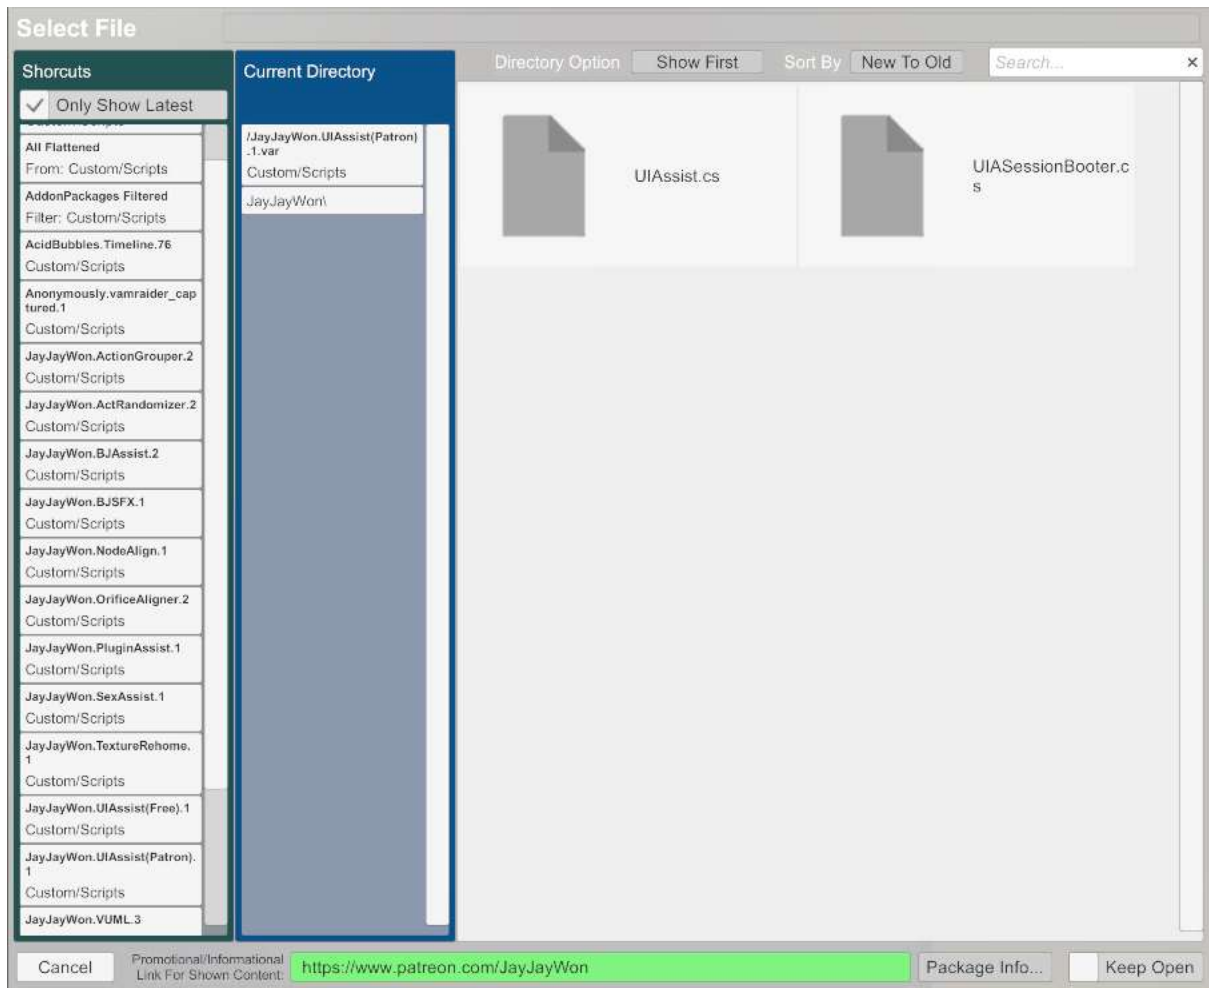 Select File
Shorcuts
Only Show Latest
All Flattened
From: Custom/Scripts
AddonPackages Filtered
Filter: Custom/Scripts
AcidBubbles.Timeline.76
Custom/Scripts
Anonymously.vamraider_cap
tured.1
Custom/Scripts
JayJayWon.ActionGrouper.2
Custom/Scripts
JayJayWon.ActRandomizer.2
Custom/Scripts
JayJayWon.BJAssist.2
Custom/Scripts
JayJayWon.BJSFX.1
Custom/Scripts
JayJayWon.NodeAlign.1
Custom/Scripts
JayJayWon.OrificeAligner.2
Custom/Scripts
JayJayWon.PluginAssist.1
Custom/Scripts
JayJayWon.SexAssist.1
Custom/Scripts
JayJayWon.TextureRehome.
1
Custom/Scripts
JayJayWon.UIAssist(Free).1
Custom/Scripts
JayJayWon.UIAssist(Patron).
1
Custom/Scripts
JayJayWon.VUML.3
Current Directory
/JayJayWon.UIAssist(Patron)
.1.var
Custom/Scripts
JayJayWon\
Directory Option Show First Sort By New To Old Search... ×
UIAssist.cs
UIASessionBooter.c
s
Cancel
Promotional/Informational
Link For Shown Content:
https://www.patreon.com/JayJayWon
Package Info...
Keep Open